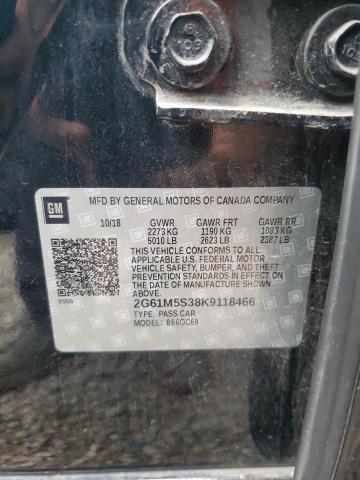 GM
MFD BY GENERAL MOTORS OF CANADA COMPANY
10/18 GVWR GAWR FRT GAWR RR
2273 KG 1190 KG 1083 KG
5010 LB 2623 LB 2387 LB
THIS VEHICLE CONFORMS TO ALL
APPLICABLE U.S. FEDERAL MOTOR
VEHICLE SAFETY, BUMPER, AND THEFT
PREVENTION STANDARDS IN EFFECT ON
THE DATE OF MANUFACTURE SHOWN ABOVE.
2G61M5S38K9118466
TYPE: PASS CAR
MODEL: B86GC69